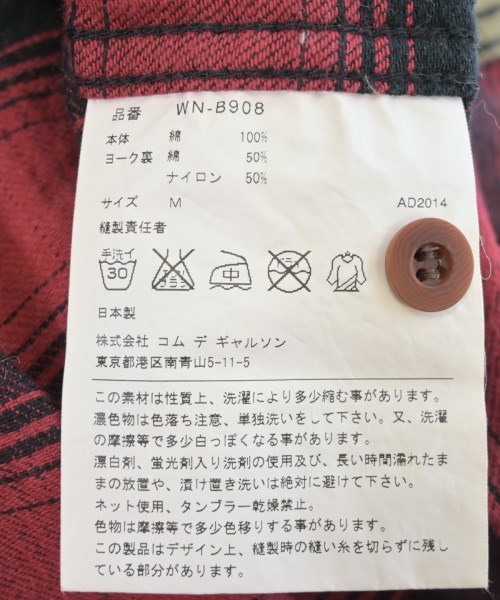 品番 WN-B908
本体 綿 100%
ヨーク裏 綿 50%
ナイロン 50%
サイズ M AD2014
縫製責任者
手洗イ
30 中
日本製
株式会社 コム デ ギャルソン
東京都港区南青山5-11-5
この素材は性質上、洗濯により多少縮む事があります。
濃色物は色落ち注意、単独洗いをして下さい。又、洗濯
の摩擦等で多少白っぽくなる事があります。
漂白剤、蛍光剤入り洗剤の使用及び、長い時間濡れたま
まの放置や、漬け置き洗いは絶対に避けて下さい。
ネット使用、タンブラー乾燥禁止。
色物は摩擦等で多少色移りする事があります。
この製品はデザイン上、縫製時の縫い糸を切らずに残し
ている部分があります。